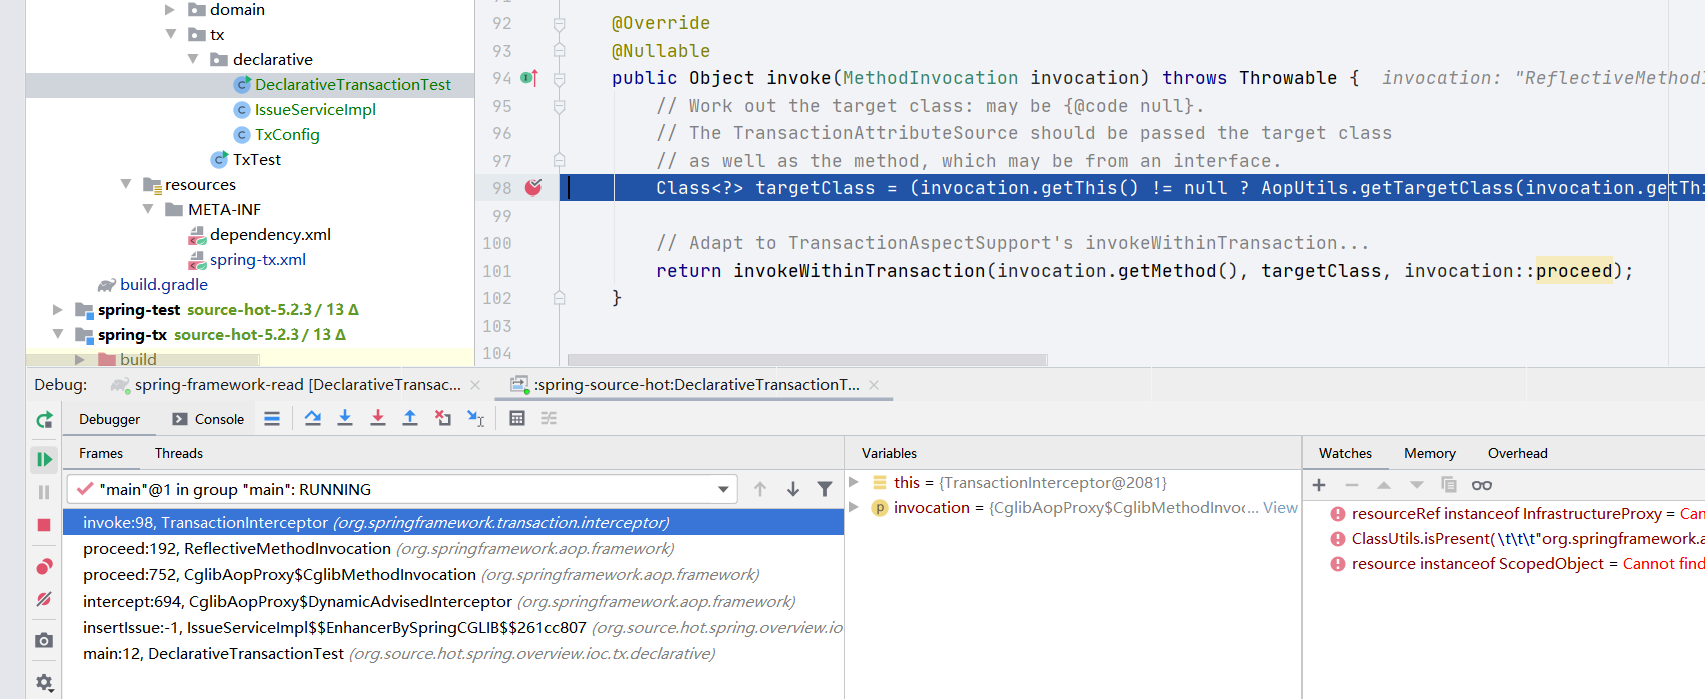 domain
tx
declarative
DeclarativeTransactionTest
IssueServiceImpl
TxConfig
TxTest
resources
META-INF
dependency.xml
spring-tx.xml
build.gradle
spring-test source-hot-5.2.3 / 13 Δ
spring-tx source-hot-5.2.3 / 13 Δ
build
92 @Override
93 @Nullable
94 public Object invoke(MethodInvocation invocation) throws Throwable { invocation: "ReflectiveMethod
95 // Work out the target class: may be {@code null}.
96 // The TransactionAttributeSource should be passed the target class
97 // as well as the method, which may be from an interface.
98 Class<?> targetClass = (invocation.getThis() != null ? AopUtils.getTargetClass(invocation.getThi
99
100 // Adapt to TransactionAspectSupport's invokeWithinTransaction...
101 return invokeWithinTransaction(invocation.getMethod(), targetClass, invocation::proceed);
102 }
103
104
Debug: spring-framework-read [DeclarativeTransac... :spring-source-hot:DeclarativeTransactionT...
Debugger Console
Frames Threads
"main"@1 in group "main": RUNNING
invoke:98, TransactionInterceptor (org.springframework.transaction.interceptor)
proceed:192, ReflectiveMethodInvocation (org.springframework.aop.framework)
proceed:752, CglibAopProxy$CglibMethodInvocation (org.springframework.aop.framework)
intercept:694, CglibAopProxy$DynamicAdvisedInterceptor (org.springframework.aop.framework)
insertIssue:-1, IssueServiceImpl$$EnhancerBySpringCGLIB$$261cc807 (org.source.hot.spring.overview.io
main:12, DeclarativeTransactionTest (org.source.hot.spring.overview.ioc.tx.declarative)
Variables
this = {TransactionInterceptor@2081}
invocation = {CglibAopProxy$CglibMethodInvoc... View
Watches Memory Overhead
resourceRef instanceof InfrastructureProxy = Can
ClassUtils.isPresent(\t\t\t"org.springframework.a
resource instanceof ScopedObject = Cannot find